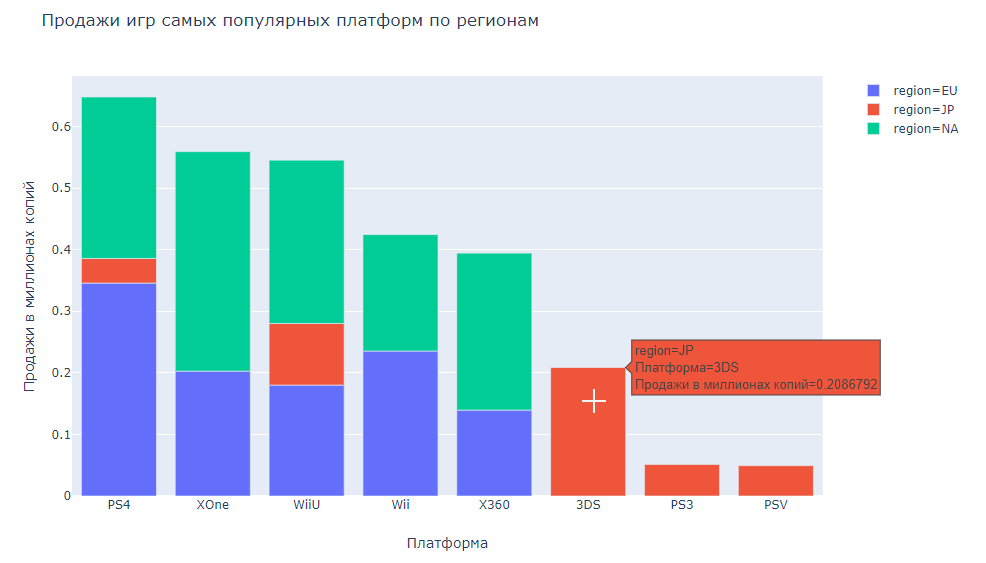 Продажи игр самых популярных платформ по регионам
region=EU
region=JP
region=NA
Продажи в миллионах копий
0.6
0.5
0.4
0.3
0.2
0.1
0
region=JP
Платформа=3DS
Продажи в миллионах копий=0.2086792
PS4 XOne WiiU Wii X360 3DS PS3 PSV
Платформа